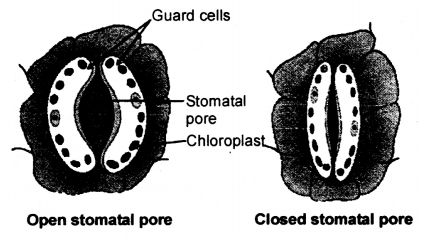 Guard cells
Stomatal
pore
Chloroplast
Open stomatal pore
Closed stomatal pore